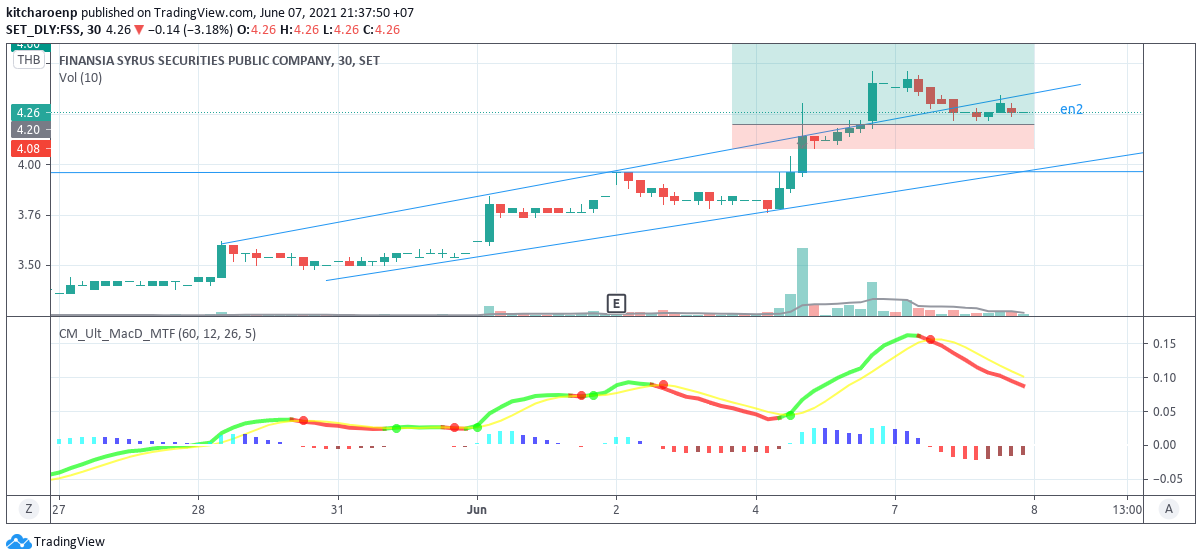 kitcharoenp published on TradingView.com, June 07, 2021 21:37:50 +07
SET_DLY:FSS, 30 4.26 ▼ −0.14 (−3.18%) O:4.26 H:4.26 L:4.26 C:4.26
THB
FINANSIA SYRUS SECURITIES PUBLIC COMPANY, 30, SET
Vol (10)
4.26
4.20
4.08
4.00
3.76
3.50
en2
E
CM_Ult_MacD_MTF (60, 12, 26, 5)
0.15
0.10
0.05
0.00
−0.05
Z
27
28
31
Jun
2
4
7
8
13:00
A
TradingView